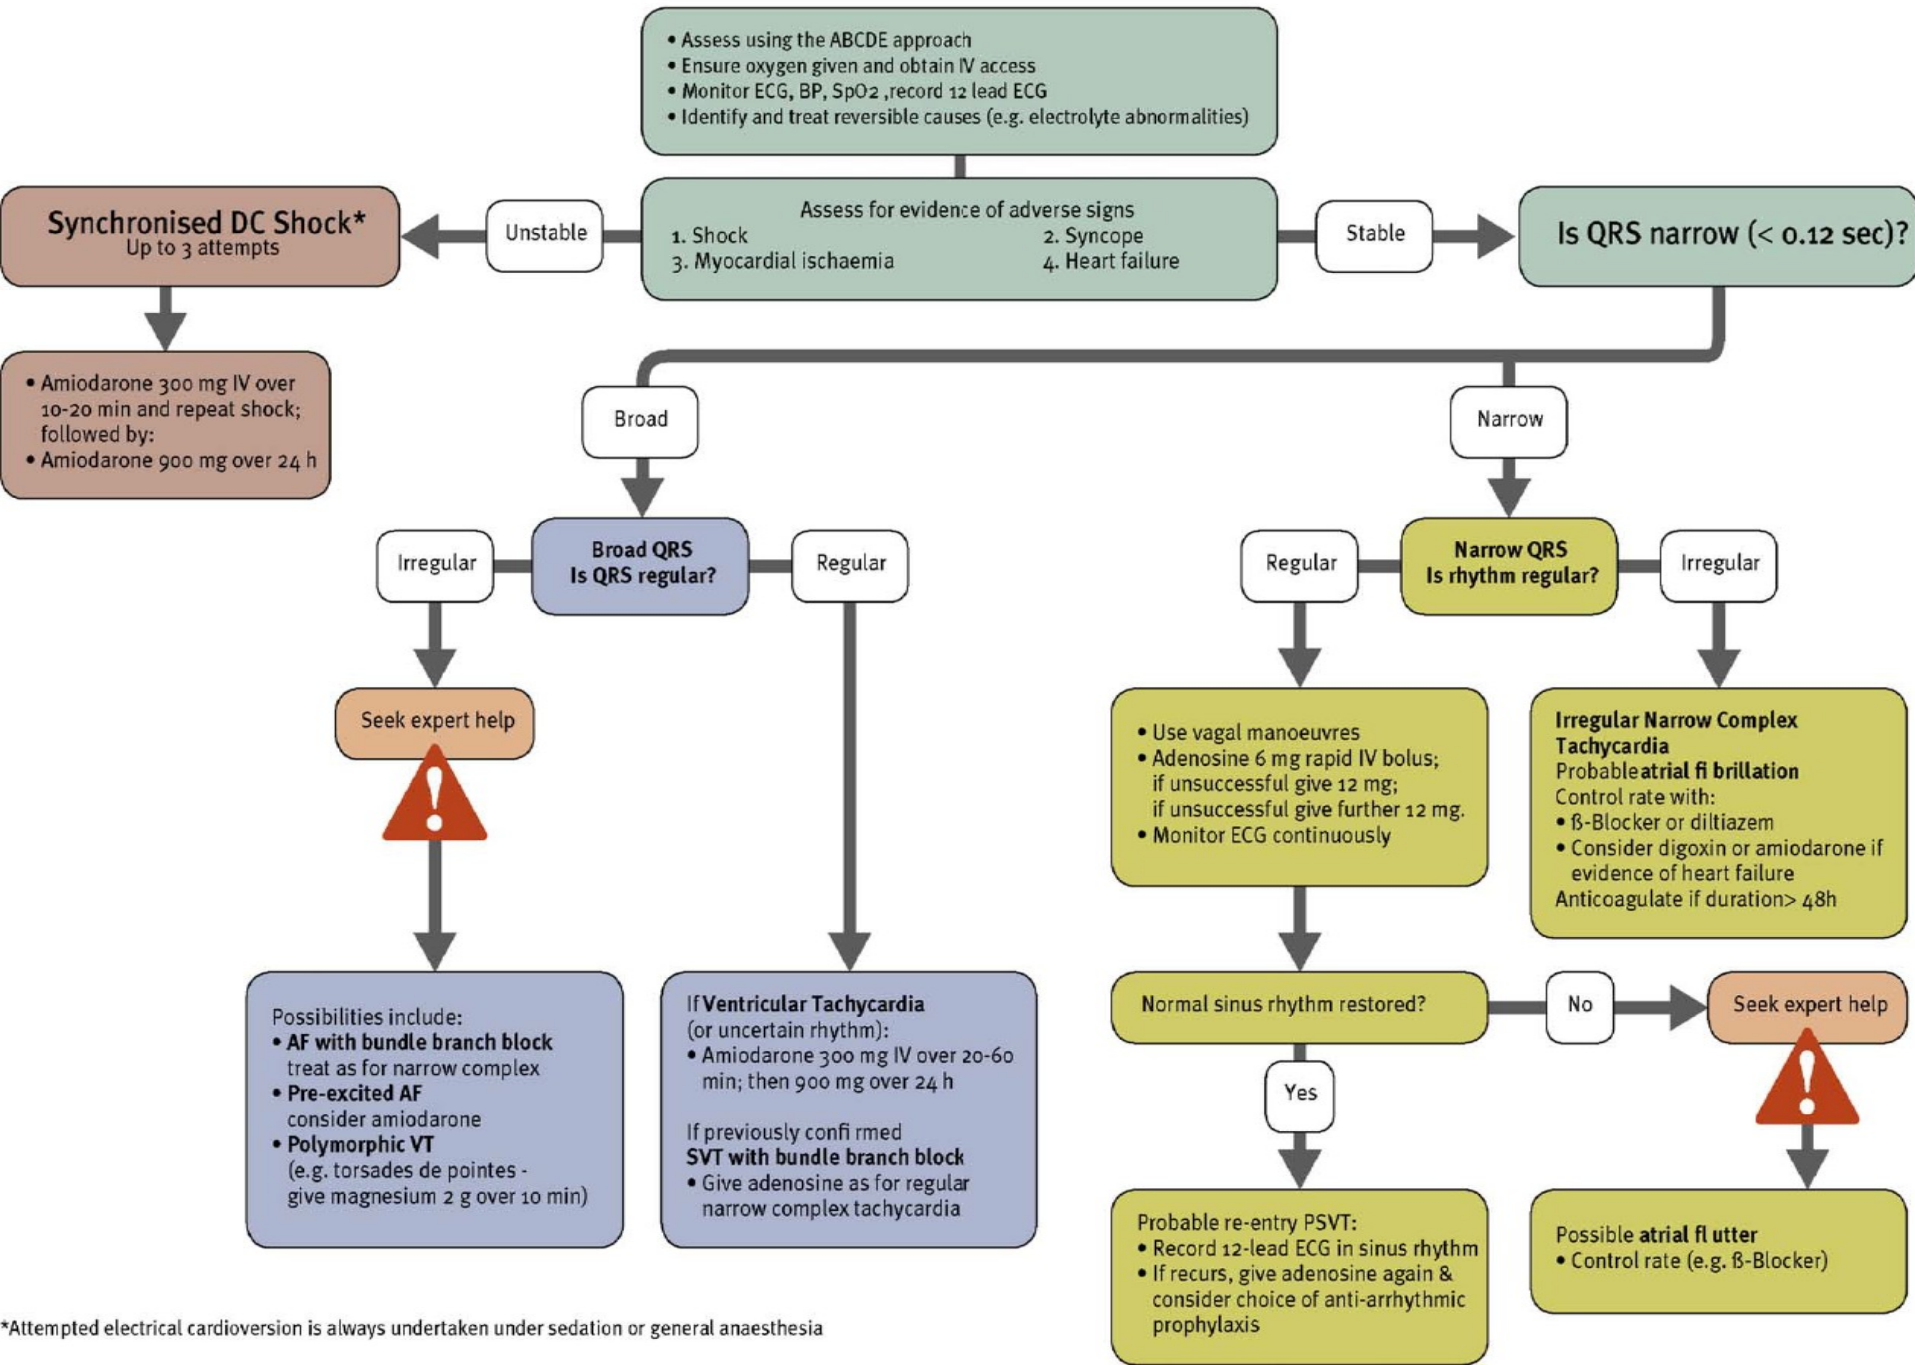 • Assess using the ABCDE approach
• Ensure oxygen given and obtain IV access
• Monitor ECG, BP, SpO2 ,record 12 lead ECG
• Identify and treat reversible causes (e.g. electrolyte abnormalities)
Synchronised DC Shock*
Up to 3 attempts
Unstable
Assess for evidence of adverse signs
1. Shock 2. Syncope
3. Myocardial ischaemia 4. Heart failure
Stable
Is QRS narrow (< 0.12 sec)?
• Amiodarone 300 mg IV over
10-20 min and repeat shock;
followed by:
• Amiodarone 900 mg over 24 h
Broad
Narrow
Irregular
Broad QRS
Is QRS regular?
Regular
Regular
Narrow QRS
Is rhythm regular?
Irregular
Seek expert help
!
• Use vagal manoeuvres
• Adenosine 6 mg rapid IV bolus;
if unsuccessful give 12 mg;
if unsuccessful give further 12 mg.
• Monitor ECG continuously
Irregular Narrow Complex
Tachycardia
Probable atrial fi brillation
Control rate with:
• ß-Blocker or diltiazem
• Consider digoxin or amiodarone if
evidence of heart failure
Anticoagulate if duration> 48h
Possibilities include:
• AF with bundle branch block
treat as for narrow complex
• Pre-excited AF
consider amiodarone
• Polymorphic VT
(e.g. torsades de pointes -
give magnesium 2 g over 10 min)
If Ventricular Tachycardia
(or uncertain rhythm):
• Amiodarone 300 mg IV over 20-60
min; then 900 mg over 24 h
If previously confi rmed
SVT with bundle branch block
• Give adenosine as for regular
narrow complex tachycardia
Normal sinus rhythm restored?
No
Seek expert help
!
Yes
Probable re-entry PSVT:
• Record 12-lead ECG in sinus rhythm
• If recurs, give adenosine again &
consider choice of anti-arrhythmic
prophylaxis
Possible atrial fl utter
• Control rate (e.g. ß-Blocker)
*Attempted electrical cardioversion is always undertaken under sedation or general anaesthesia